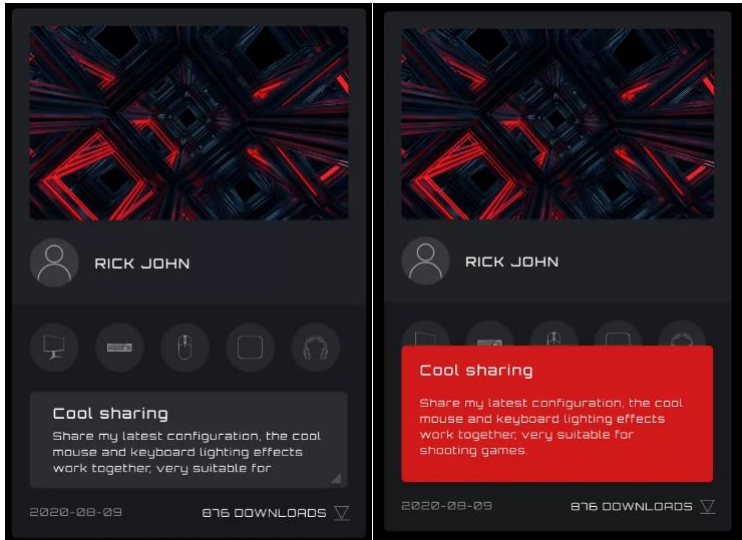 RICK JOHN
Cool sharing
Share my latest configuration, the cool
mouse and keyboard lighting effects
work together, very suitable for
2020-08-09
876 DOWNLOADS
RICK JOHN
Cool sharing
Share my latest configuration, the cool
mouse and keyboard lighting effects
work together, very suitable for
shooting games.
2020-08-09
876 DOWNLOADS